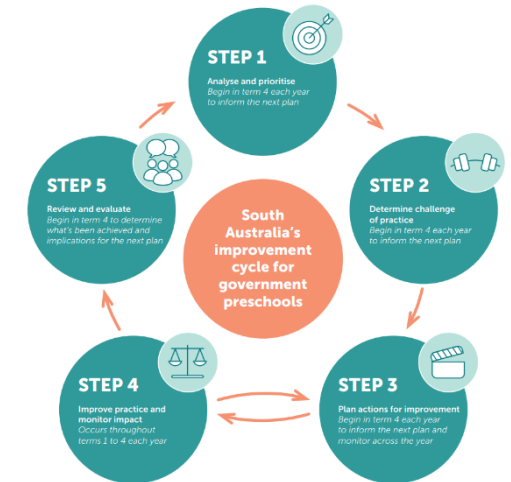 STEP 1
Analyse and prioritise
Begin in term 4 each year
to inform the next plan
STEP 2
Determine challenge
of practice
Begin in term 4 each year
to inform the next plan
STEP 3
Plan actions for improvement
Begin in term 4 each year
to inform the next plan and
monitor across the year
STEP 4
Improve practice and
monitor impact
Occurs throughout
terms 1 to 4 each year
STEP 5
Review and evaluate
Begin in term 4 to determine
what's been achieved and
implications for the next plan
South
Australia's
improvement
cycle for
government
preschools